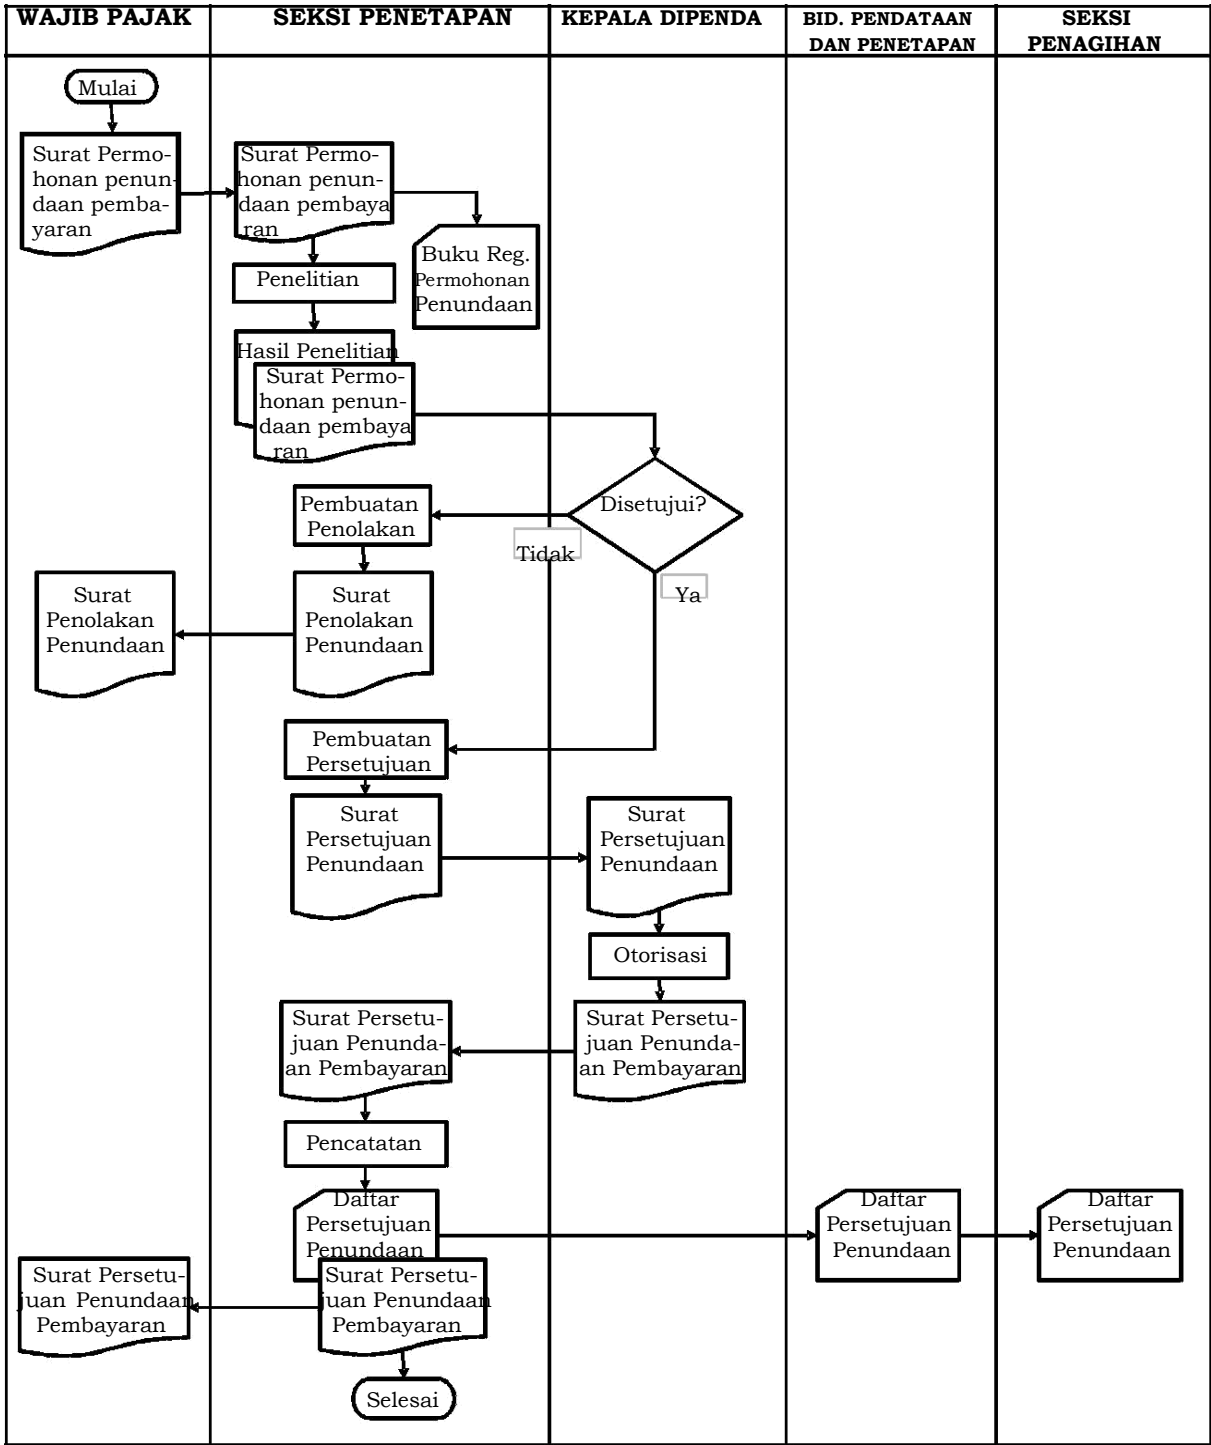 WAJIB PAJAK
SEKSI PENETAPAN
KEPALA DIPENDA
BID. PENDATAAN
DAN PENETAPAN
SEKSI
PENAGIHAN
Mulai
Surat Permo-
honan penun-
daan pemba-
yaran
Surat Permo-
honan penun-
daan pembaya
ran
Buku Reg.
Permohonan
Penundaan
Penelitian
Hasil Penelitian
Surat Permo-
honan penun-
daan pembaya
ran
Disetujui?
Tidak
Ya
Pembuatan
Penolakan
Surat
Penolakan
Penundaan
Surat
Penolakan
Penundaan
Pembuatan
Persetujuan
Surat
Persetujuan
Penundaan
Surat
Persetujuan
Penundaan
Otorisasi
Surat Persetu-
juan Penunda-
an Pembayaran
Surat Persetu-
juan Penunda-
an Pembayaran
Pencatatan
Daftar
Persetujuan
Penundaan
Daftar
Persetujuan
Penundaan
Daftar
Persetujuan
Penundaan
Surat Persetu-
juan Penundaan
Pembayaran
Surat Persetu-
juan Penundaan
Pembayaran
Selesai